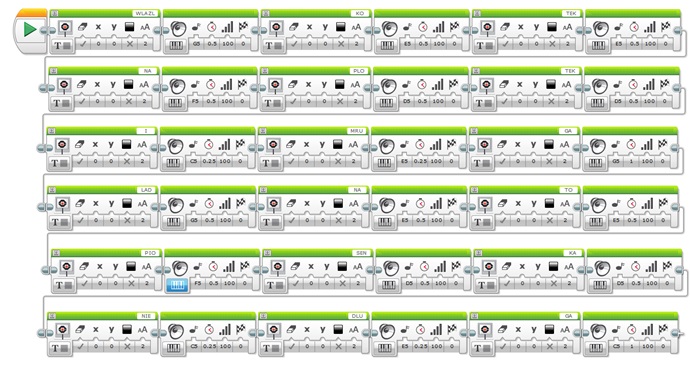 WLAZL KO TEK
x y AA x y AA x y AA
T 0 0 2 G5 0.5 100 0 T 0 0 2 E5 0.5 100 0 T 0 0 2 E5 0.5 100 0
NA PLO TEK
x y AA x y AA x y AA
T 0 0 2 F5 0.5 100 0 T 0 0 2 D5 0.5 100 0 T 0 0 2 D5 0.5 100 0
I MRU GA
x y AA x y AA x y AA
T 0 0 2 C5 0.25 100 0 T 0 0 2 E5 0.25 100 0 T 0 0 2 G5 0.5 100 0
LAD NA TO
x y AA x y AA x y AA
T 0 0 2 G5 0.5 100 0 T 0 0 2 E5 0.5 100 0 T 0 0 2 E5 0.5 100 0
PIO SEN KA
x y AA x y AA x y AA
T 0 0 2 F5 0.5 100 0 T 0 0 2 D5 0.5 100 0 T 0 0 2 D5 0.5 100 0
NIE DLU GA
x y AA x y AA x y AA
T 0 0 2 C5 0.25 100 0 T 0 0 2 E5 0.25 100 0 T 0 0 2 C5 1 100 0